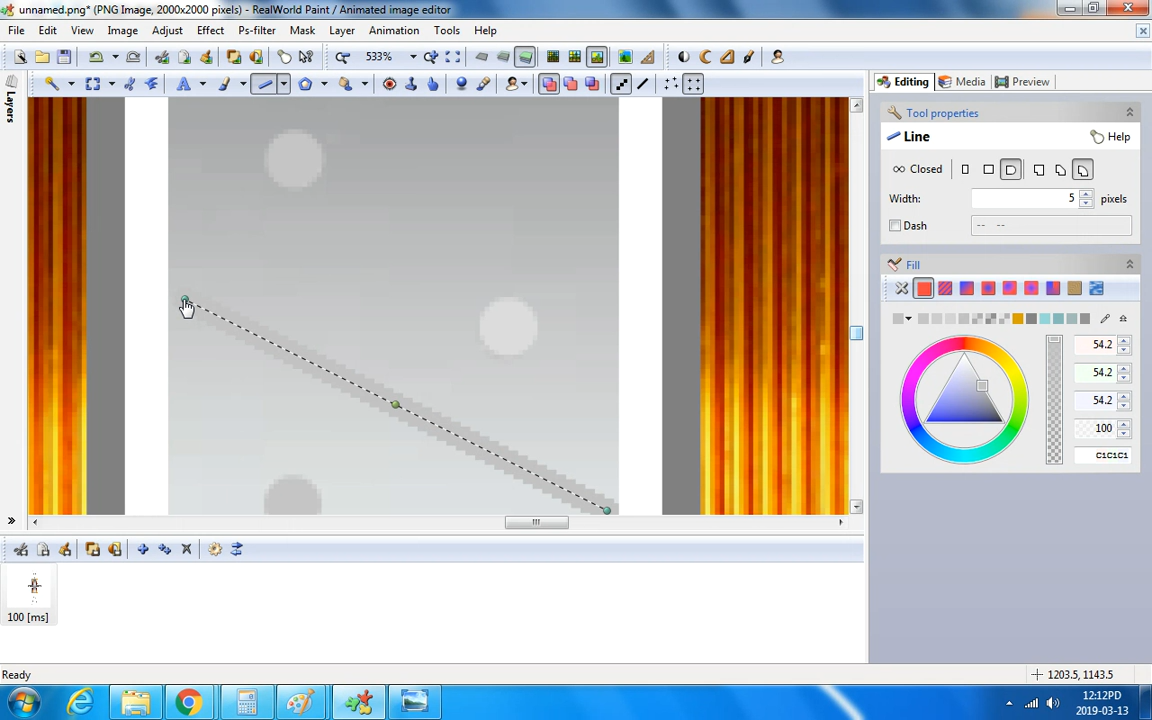 unnamed.png* (PNG Image, 2000x2000 pixels) - RealWorld Paint / Animated image editor
File Edit View Image Adjust Effect Ps-filter Mask Layer Animation Tools Help
533%
Layers
Editing Media Preview
Tool properties
Line Help
Closed
Width: 5 pixels
Dash -- --
Fill
54.2
54.2
54.2
100
C1C1C1
100 [ms]
Ready 1203.5, 1143.5
12:12PD
2019-03-13